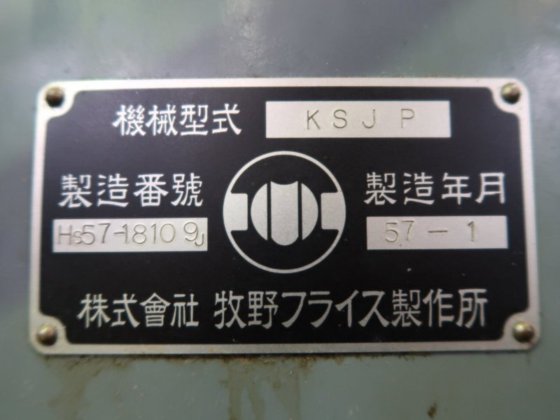 機械型式 KSJP
製造番號 製造年月
Hs57-18109J 57-1
株式會社 牧野フライス製作所